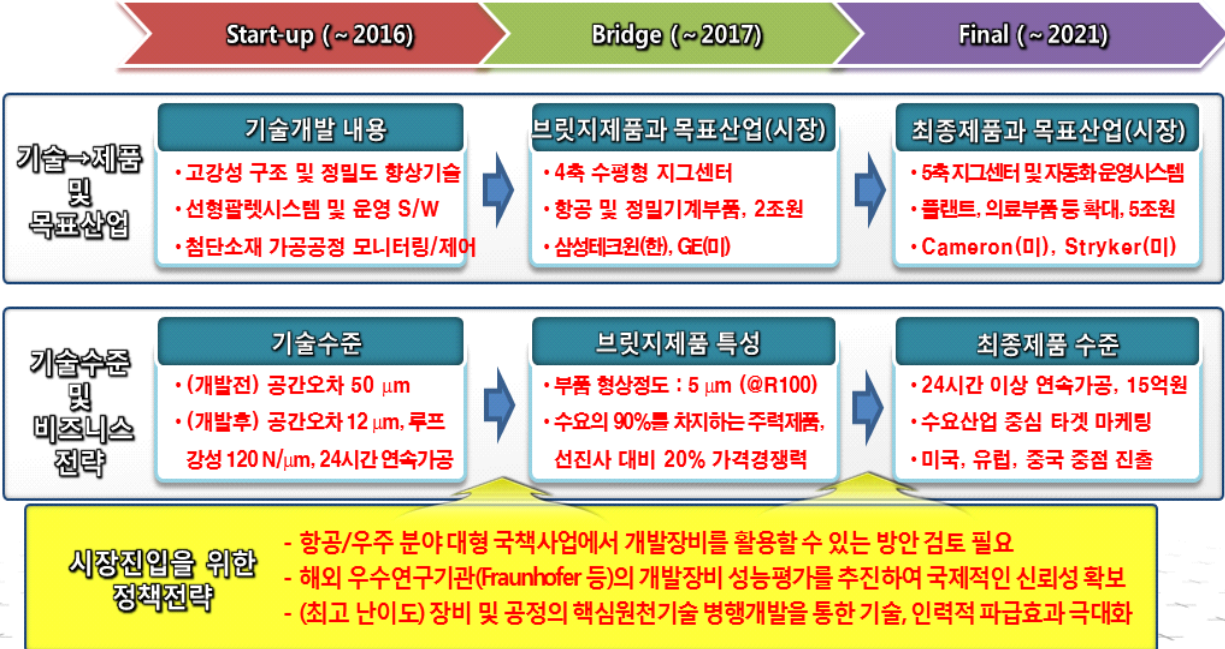 Start-up (~2016)
Bridge (~2017)
Final (~2021)
기술→제품
및
목표산업
기술개발 내용
• 고강성 구조 및 정밀도 향상기술
• 선형팔렛시스템 및 운영 S/W
• 첨단소재 가공공정 모니터링/제어
브릿지제품과 목표산업(시장)
• 4축 수평형 지그센터
• 항공 및 정밀기계부품, 2조원
• 삼성테크윈(한), GE(미)
최종제품과 목표산업(시장)
• 5축 지그센터 및 자동화 운영시스템
• 플랜트, 의료부품 등 확대, 5조원
• Cameron(미), Stryker(미)
기술수준
및
비즈니스
전략
기술수준
• (개발전) 공간오차 50 μm
• (개발후) 공간오차 12 μm, 루프
강성 120 N/μm, 24시간 연속가공
브릿지제품 특성
• 부품 형상정도 : 5 μm (@R100)
• 수요의 90%를 차지하는 주력제품,
선진사 대비 20% 가격경쟁력
최종제품 수준
• 24시간 이상 연속가공, 15억원
• 수요산업 중심 타겟 마케팅
• 미국, 유럽, 중국 중점 진출
시장진입을 위한
정책전략
- 항공/우주 분야 대형 국책사업에서 개발장비를 활용할 수 있는 방안 검토 필요
- 해외 우수연구기관(Fraunhofer 등)의 개발장비 성능평가를 추진하여 국제적인 신뢰성 확보
- (최고 난이도) 장비 및 공정의 핵심원천기술 병행개발을 통한 기술, 인력적 파급효과 극대화